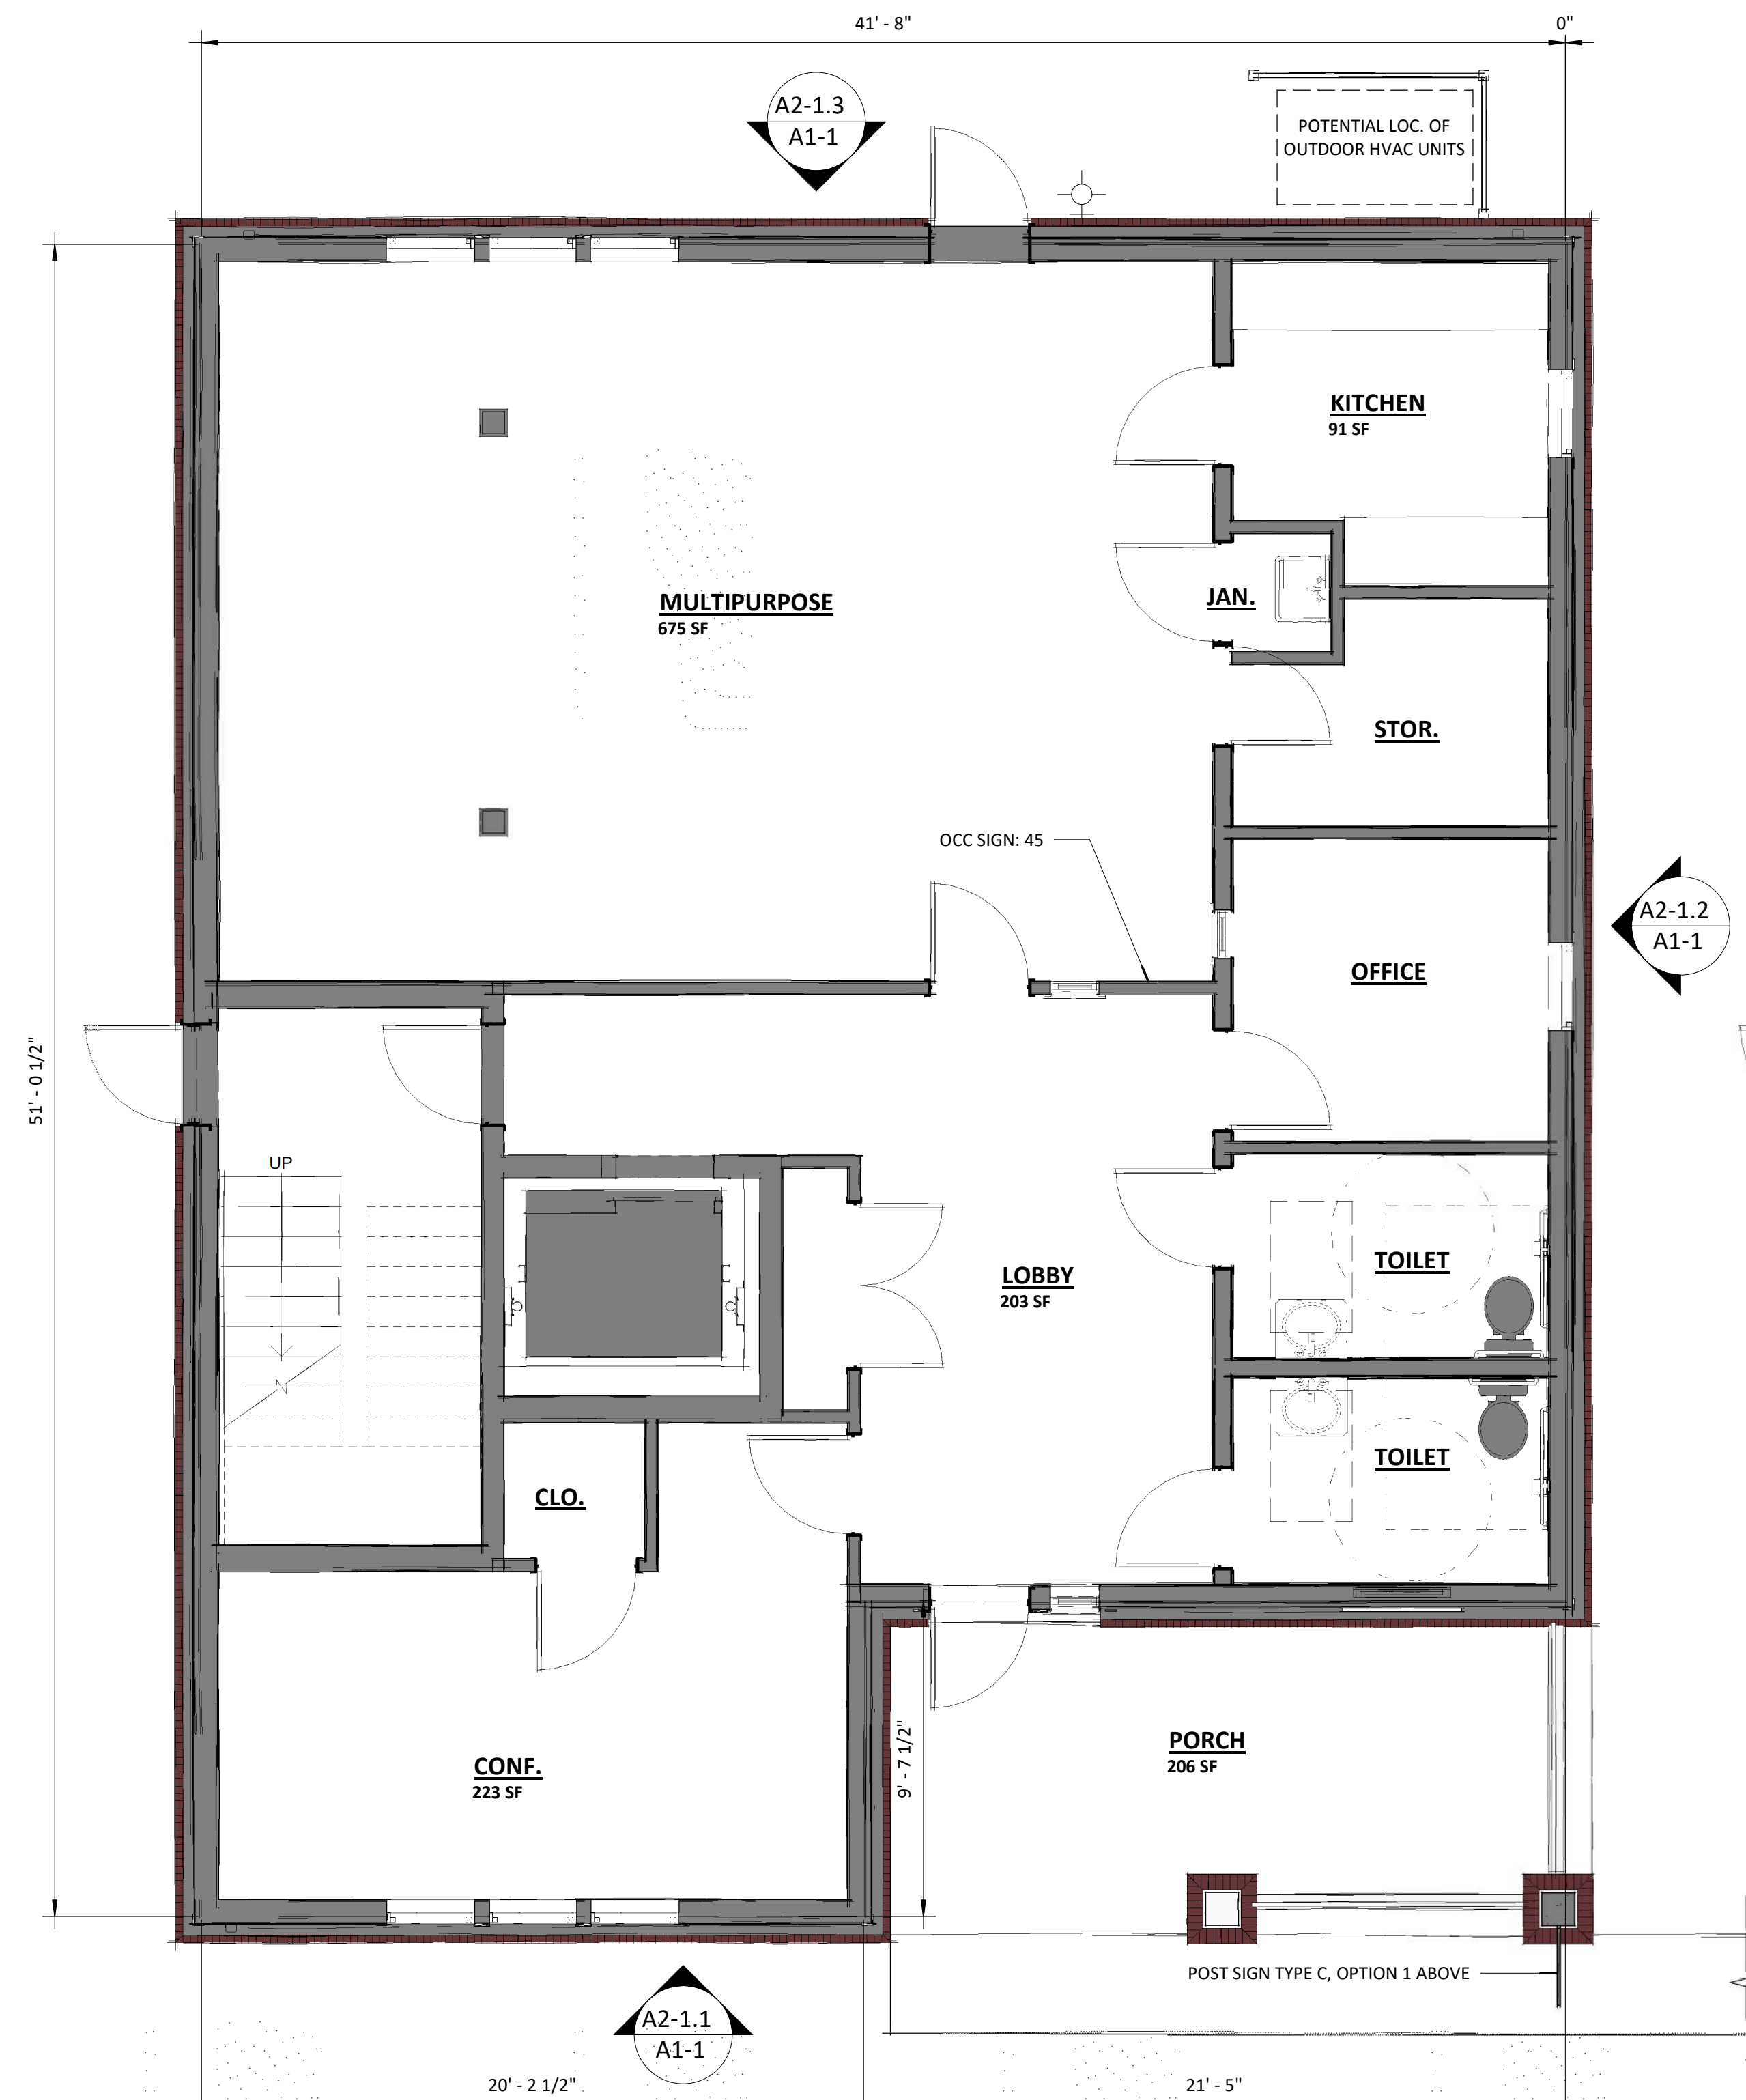 41' - 8"
0"
A2-1.3
A1-1
POTENTIAL LOC. OF
OUTDOOR HVAC UNITS
KITCHEN
91 SF
MULTIPURPOSE
675 SF
JAN.
STOR.
OCC SIGN: 45
A2-1.2
A1-1
OFFICE
51' - 0 1/2"
UP
TOILET
LOBBY
203 SF
TOILET
CLO.
PORCH
206 SF
9' - 7 1/2"
CONF.
223 SF
POST SIGN TYPE C, OPTION 1 ABOVE
A2-1.1
A1-1
20' - 2 1/2"
21' - 5"